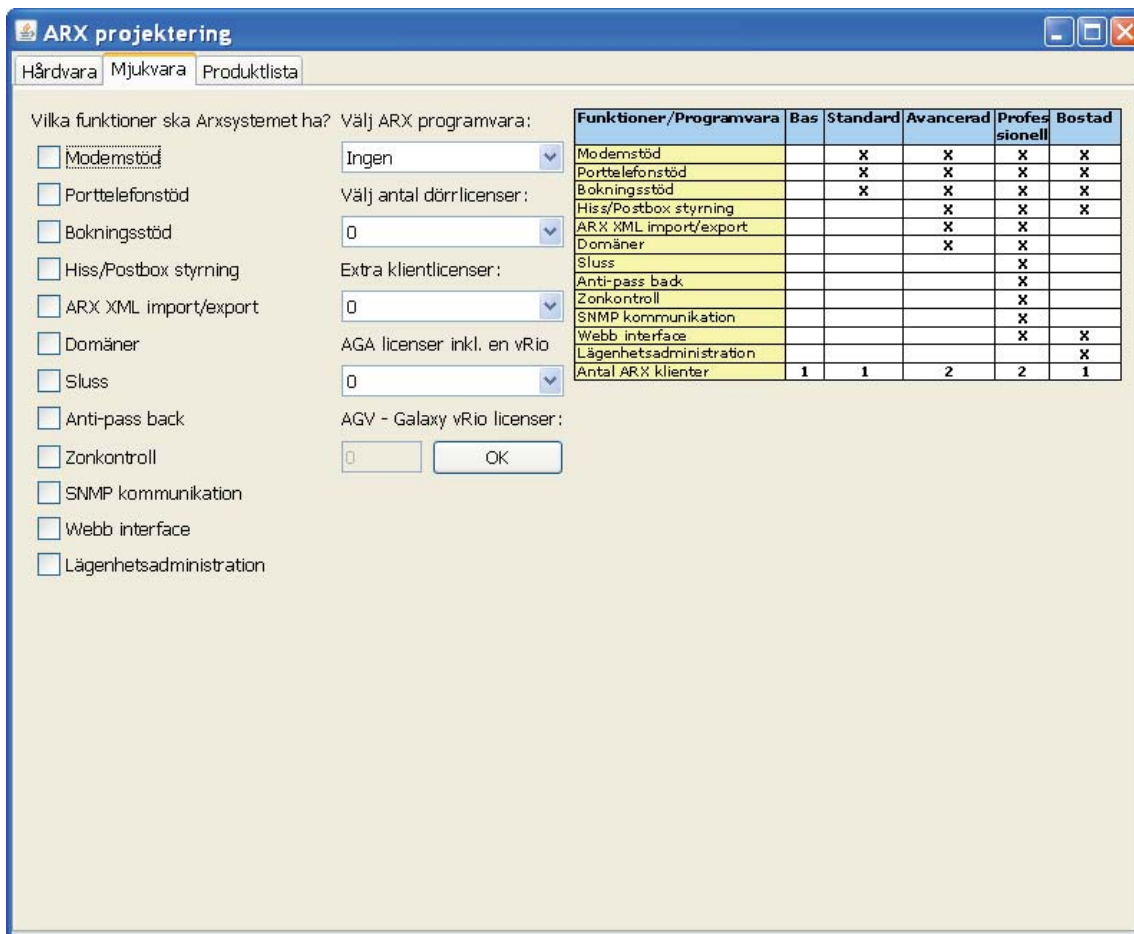 ARX projektering
Hårdvara Mjukvara Produktlista
Vilka funktioner ska Arxsystemet ha?
Modemstöd
Porttelefonstöd
Bokningsstöd
Hiss/Postbox styrning
ARX XML import/export
Domäner
Sluss
Anti-pass back
Zonkontroll
SNMP kommunikation
Webb interface
Lägenhetsadministration
Välj ARX programvara:
Ingen
Välj antal dörrlicenser:
0
Extra klientlicenser:
0
AGA licenser inkl. en vRio
0
AGV - Galaxy vRio licenser:
0 OK
Funktioner/Programvara Bas Standard Avancerad Profes Bostad
sionell
Modemstöd x x x x
Porttelefonstöd x x x x
Bokningsstöd x x x x
Hiss/Postbox styrning x x x
ARX XML import/export x x
Domäner x x
Sluss x
Anti-pass back x
Zonkontroll x
SNMP kommunikation x
Webb interface x x
Lägenhetsadministration x
Antal ARX klienter 1 1 2 2 1